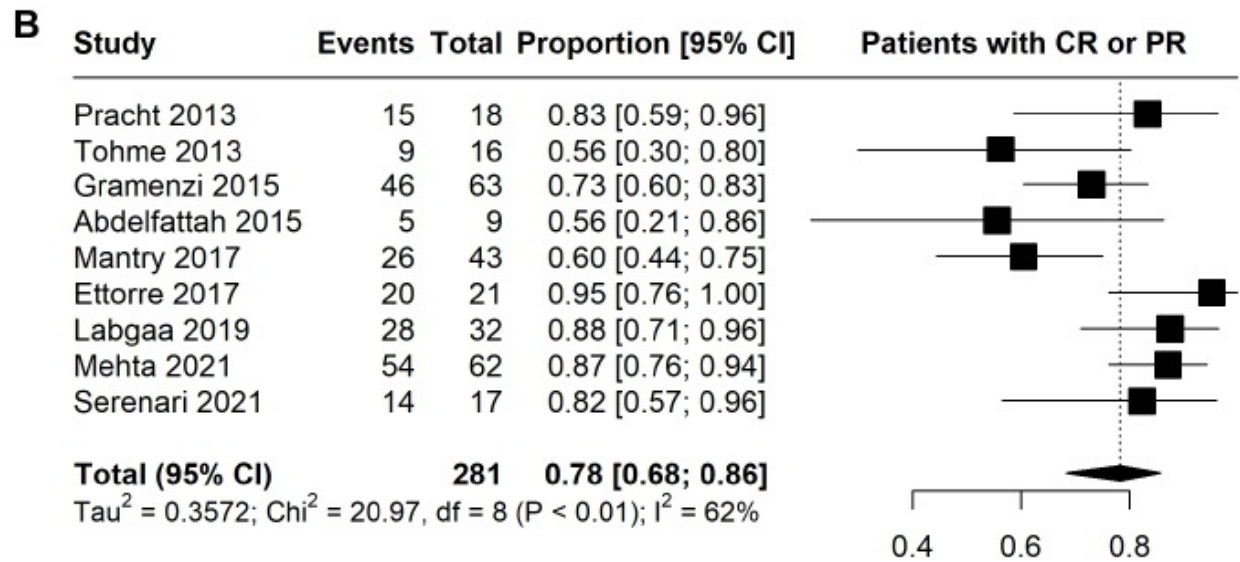 B
Study Events Total Proportion [95% CI] Patients with CR or PR
Pracht 2013 15 18 0.83 [0.59; 0.96]
Tohme 2013 9 16 0.56 [0.30; 0.80]
Gramenzi 2015 46 63 0.73 [0.60; 0.83]
Abdelfattah 2015 5 9 0.56 [0.21; 0.86]
Mantry 2017 26 43 0.60 [0.44; 0.75]
Ettorre 2017 20 21 0.95 [0.76; 1.00]
Labgaa 2019 28 32 0.88 [0.71; 0.96]
Mehta 2021 54 62 0.87 [0.76; 0.94]
Serenari 2021 14 17 0.82 [0.57; 0.96]
Total (95% CI) 281 0.78 [0.68; 0.86]
Tau² = 0.3572; Chi² = 20.97, df = 8 (P < 0.01); I² = 62%
0.4 0.6 0.8